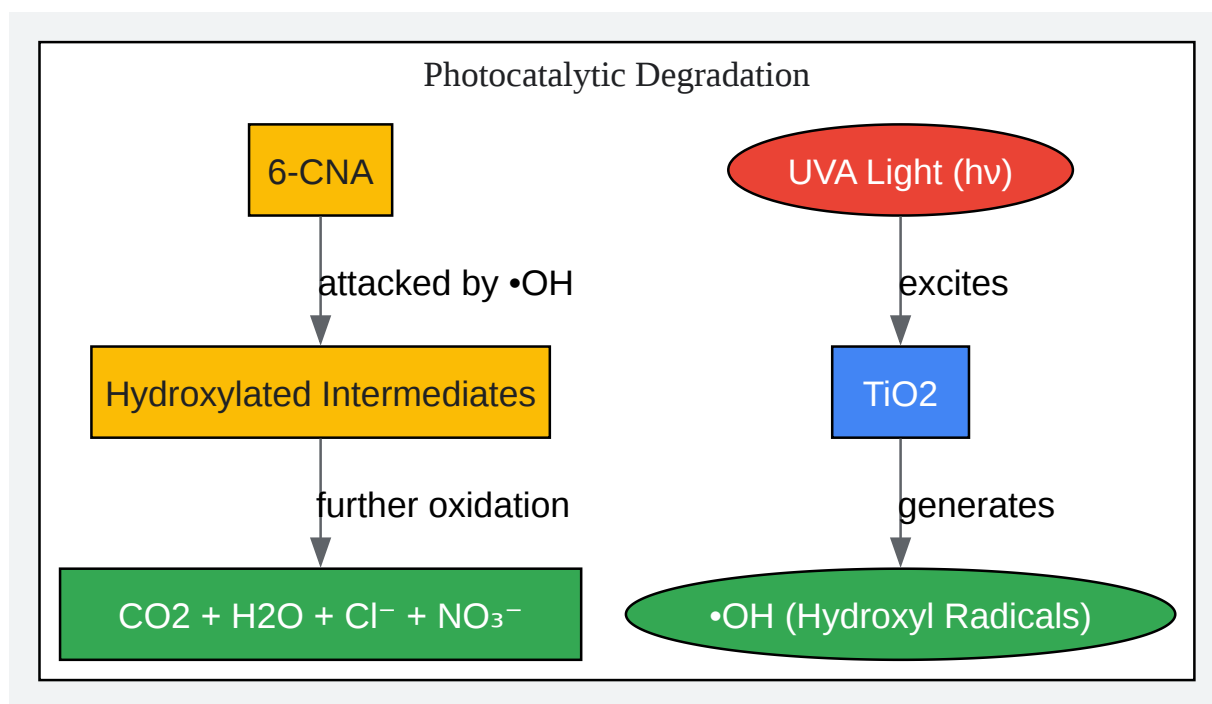 Photocatalytic Degradation
6-CNA
attacked by •OH
Hydroxylated Intermediates
further oxidation
CO2 + H2O + Cl⁻ + NO₃⁻
UVA Light (hν)
excites
TiO2
generates
•OH (Hydroxyl Radicals)